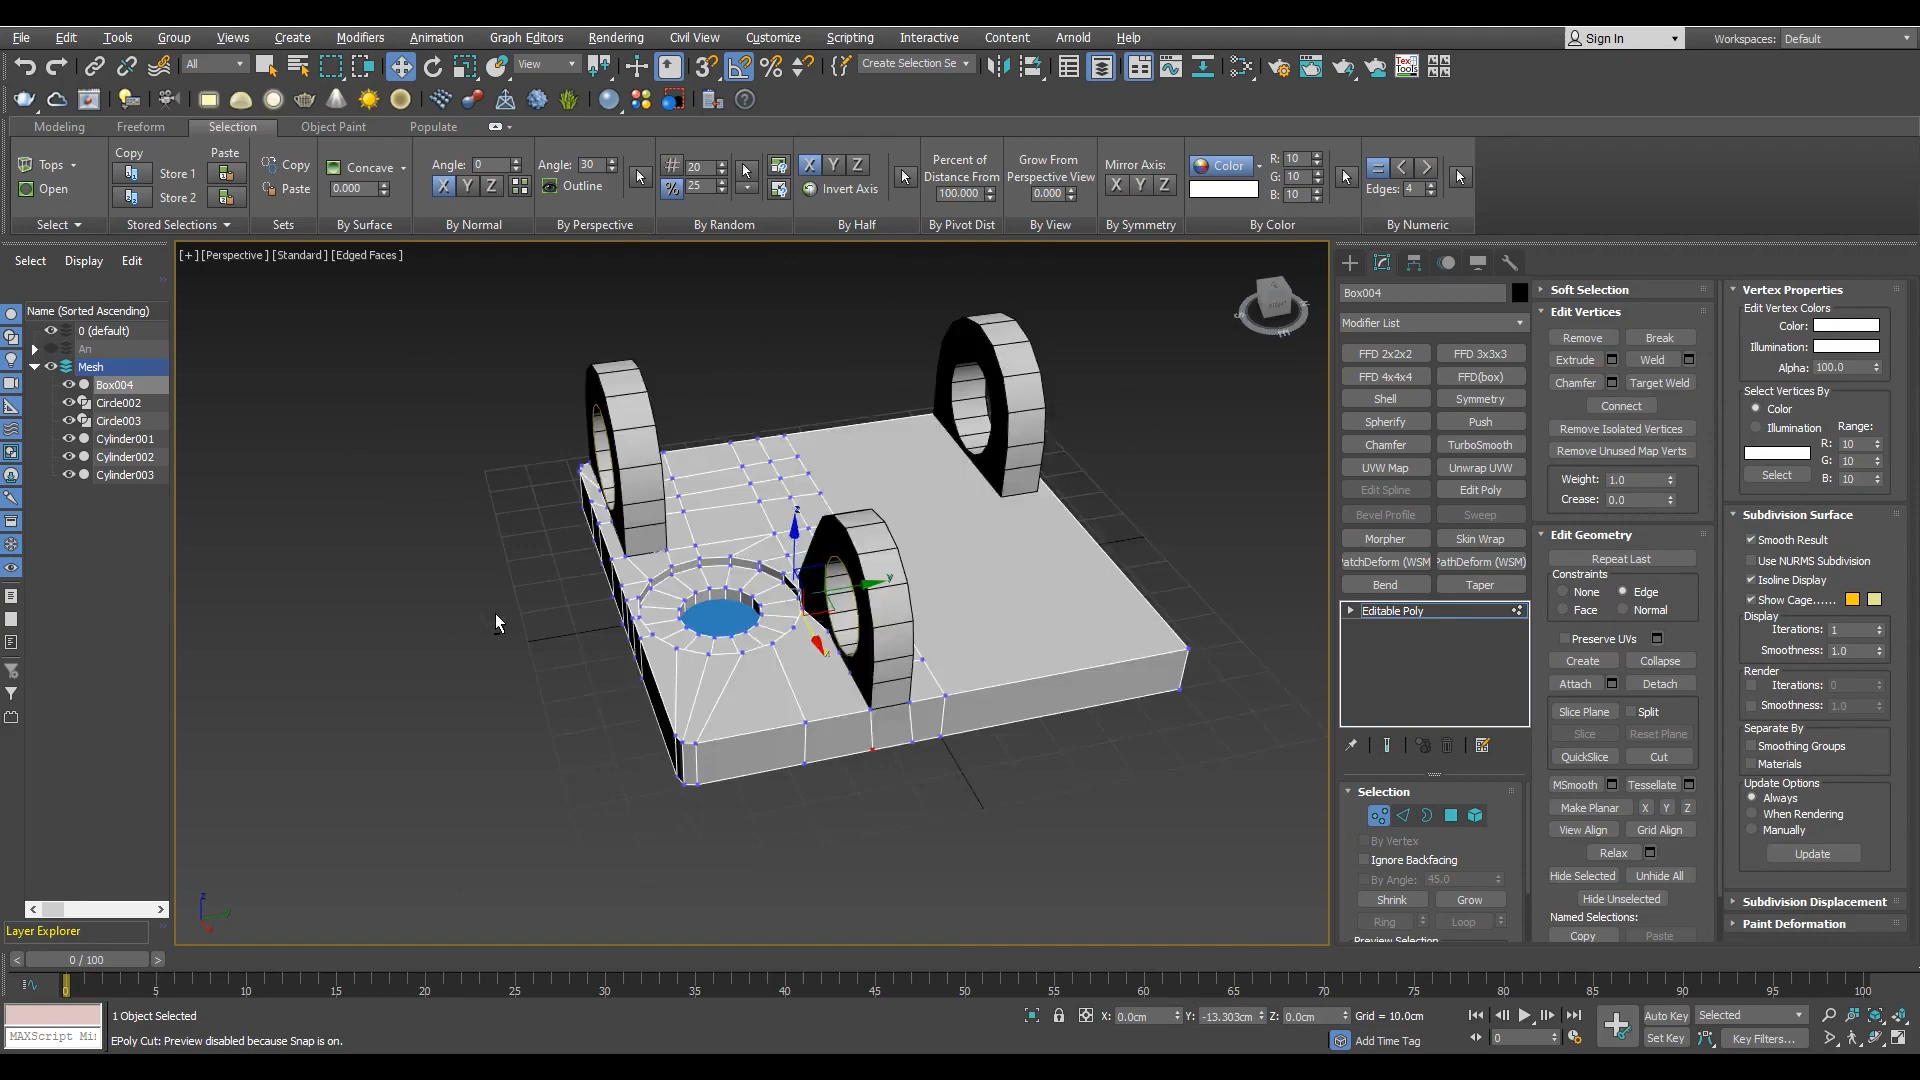 File Edit Tools Group Views Create Modifiers Animation Graph Editors Rendering Civil View Customize Scripting Interactive Content Arnold Help Sign In Workspaces: Default
All View Create Selection Se
Modeling Freeform Selection Object Paint Populate
Tops Open Select
Copy Paste Store 1 Store 2 Stored Selections
Copy Paste Sets
Concave 0.000 By Surface
Angle: 0 X Y Z By Normal
Angle: 30 Outline By Perspective
20 % 25 By Random
X Y Z Invert Axis By Half
Percent of Distance From 100.000 By Pivot Dist
Grow From Perspective View 0.000 By View
Mirror Axis: X Y Z By Symmetry
Color R: 10 G: 10 B: 10 By Color
Edges: 4 By Numeric
Select Display Edit
Name (Sorted Ascending)
0 (default)
An
Mesh
Box004
Circle002
Circle003
Cylinder001
Cylinder002
Cylinder003
Layer Explorer
[+] [Perspective ] [Standard ] [Edged Faces ]
Box004
Modifier List
FFD 2x2x2 FFD 3x3x3
FFD 4x4x4 FFD(box)
Shell Symmetry
Spherify Push
Chamfer TurboSmooth
UVW Map Unwrap UVW
Edit Spline Edit Poly
Bevel Profile Sweep
Morpher Skin Wrap
PatchDeform (WSM) PathDeform (WSM)
Bend Taper
Editable Poly
Selection
By Vertex
Ignore Backfacing
By Angle: 45.0
Shrink Grow
Ring Loop
Preview Selection
Soft Selection
Edit Vertices
Remove Break
Extrude Weld
Chamfer Target Weld
Connect
Remove Isolated Vertices
Remove Unused Map Verts
Weight: 1.0
Crease: 0.0
Edit Geometry
Repeat Last
Constraints
None Edge
Face Normal
Preserve UVs
Create Collapse
Attach Detach
Slice Plane Split
Slice Reset Plane
QuickSlice Cut
MSmooth Tessellate
Make Planar X Y Z
View Align Grid Align
Relax
Hide Selected Unhide All
Hide Unselected
Named Selections:
Copy Paste
Vertex Properties
Edit Vertex Colors
Color:
Illumination:
Alpha: 100.0
Select Vertices By
Color
Illumination Range:
R: 10
G: 10
Select B: 10
Subdivision Surface
Smooth Result
Use NURMS Subdivision
Isoline Display
Show Cage......
Display
Iterations: 1
Smoothness: 1.0
Render
Iterations: 0
Smoothness: 1.0
Separate By
Smoothing Groups
Materials
Update Options
Always
When Rendering
Manually
Update
Subdivision Displacement
Paint Deformation
0 / 100
0 5 10 15 20 25 30 35 40 45 50 55 60 65 70 75 80 85 90 95 100
1 Object Selected X: 0.0cm Y: -13.303cm Z: 0.0cm Grid = 10.0cm Auto Key Selected
MAXScript Mi EPoly Cut: Preview disabled because Snap is on. Add Time Tag 0 Set Key Key Filters...